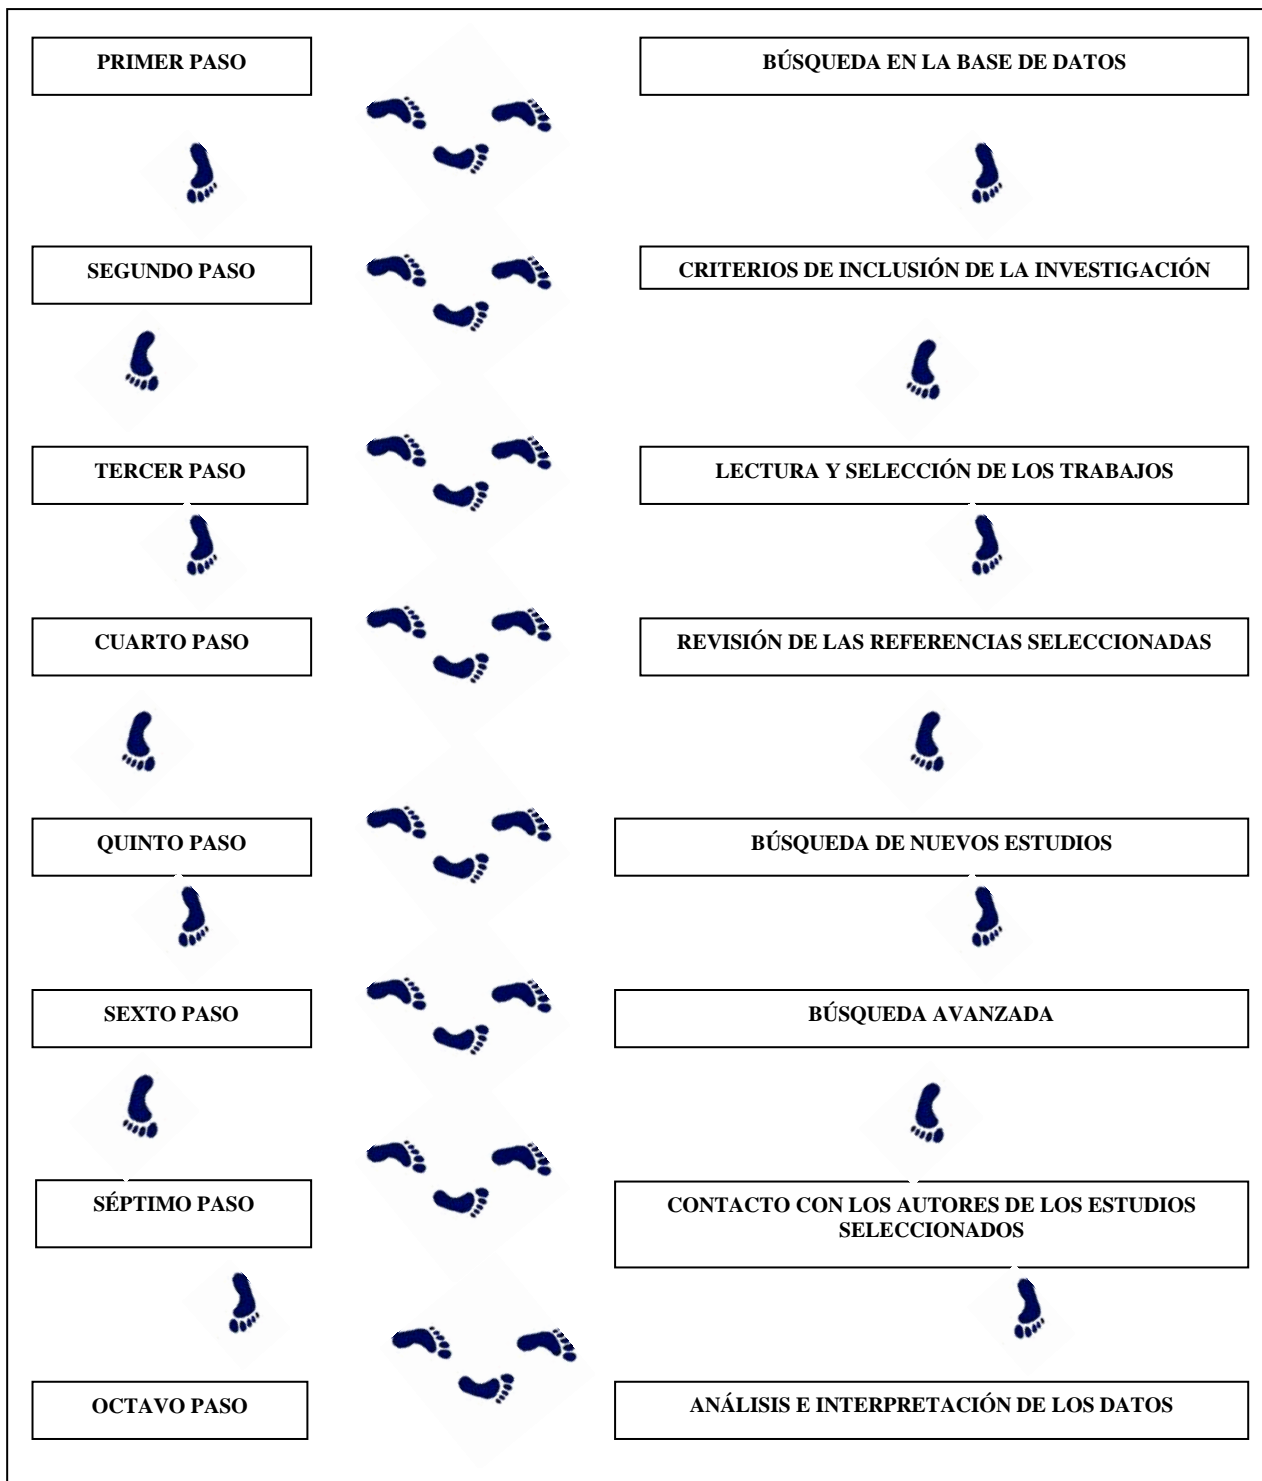 PRIMER PASO
BÚSQUEDA EN LA BASE DE DATOS
SEGUNDO PASO
CRITERIOS DE INCLUSIÓN DE LA INVESTIGACIÓN
TERCER PASO
LECTURA Y SELECCIÓN DE LOS TRABAJOS
CUARTO PASO
REVISIÓN DE LAS REFERENCIAS SELECCIONADAS
QUINTO PASO
BÚSQUEDA DE NUEVOS ESTUDIOS
SEXTO PASO
BÚSQUEDA AVANZADA
SÉPTIMO PASO
CONTACTO CON LOS AUTORES DE LOS ESTUDIOS
SELECCIONADOS
OCTAVO PASO
ANÁLISIS E INTERPRETACIÓN DE LOS DATOS